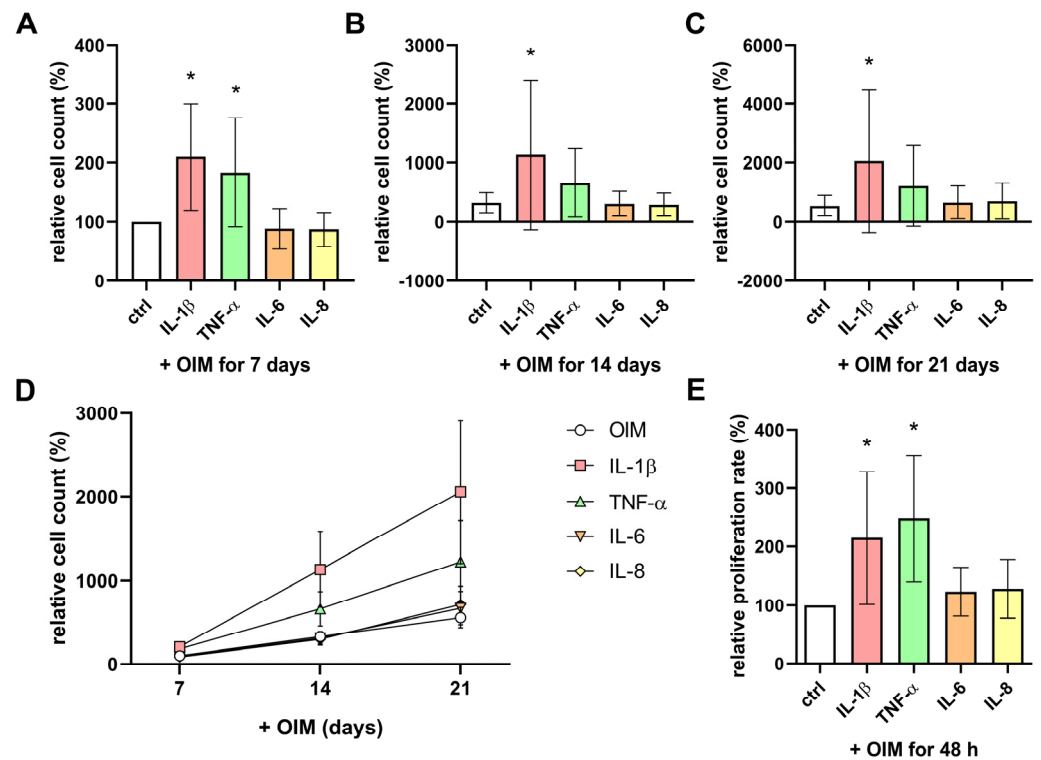 A
relative cell count (%)
400
300
200
100
0
*
*
ctrl
IL-1β
TNF-α
IL-6
IL-8
+ OIM for 7 days
B
relative cell count (%)
3000
2000
1000
0
-1000
*
ctrl
IL-1β
TNF-α
IL-6
IL-8
+ OIM for 14 days
C
relative cell count (%)
6000
4000
2000
0
-2000
*
ctrl
IL-1β
TNF-α
IL-6
IL-8
+ OIM for 21 days
D
relative cell count (%)
3000
2000
1000
0
7
14
21
+ OIM (days)
OIM
IL-1β
TNF-α
IL-6
IL-8
E
relative proliferation rate (%)
400
300
200
100
0
*
*
ctrl
IL-1β
TNF-α
IL-6
IL-8
+ OIM for 48 h